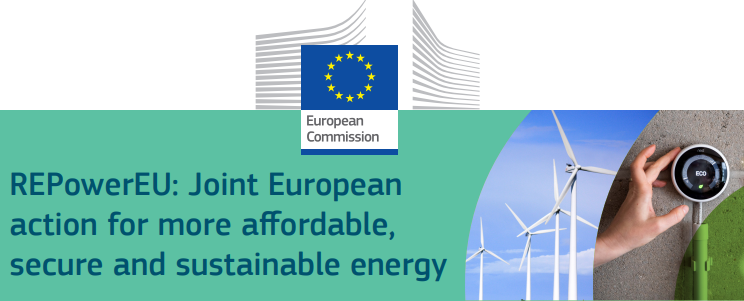 European
Commission
REPowerEU: Joint European
action for more affordable,
secure and sustainable energy
ECO